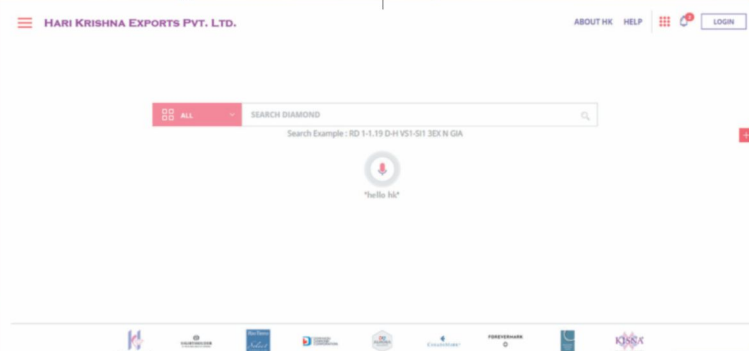 HARI KRISHNA EXPORTS PVT. LTD.
ABOUT HK HELP
LOGIN
ALL
SEARCH DIAMOND
Search Example : RD 1-1.19 D-H VS1-SI1 3EX N GIA
"hello hk"
FOREVERMARK
KISNA